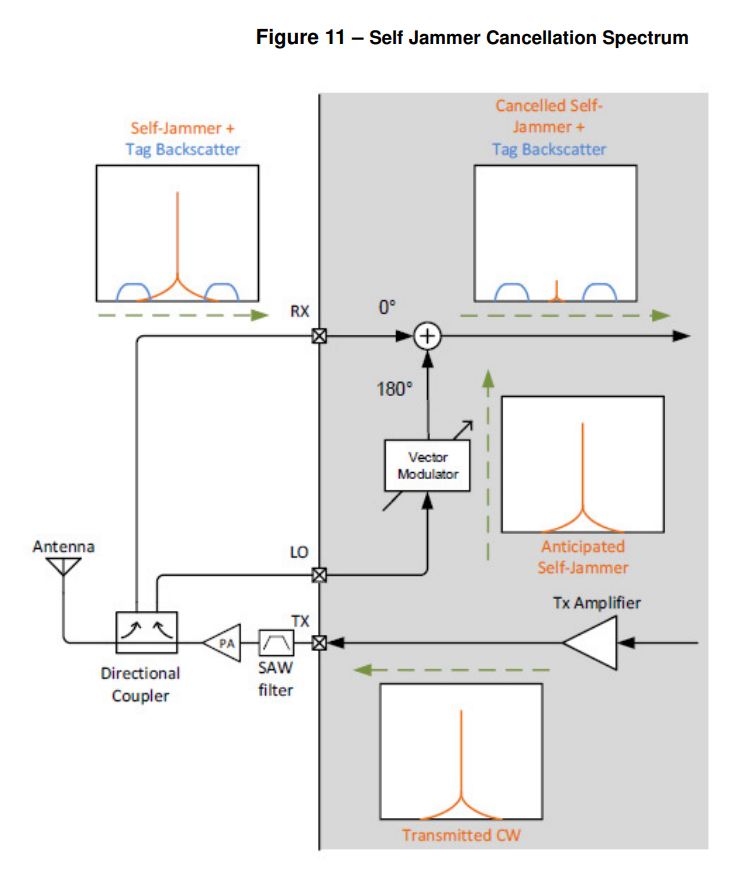 Figure 11 – Self Jammer Cancellation Spectrum
Self-Jammer +
Tag Backscatter
Cancelled Self-
Jammer +
Tag Backscatter
RX
0°
180°
Vector
Modulator
Anticipated
Self-Jammer
Antenna
LO
TX
Tx Amplifier
PA
Directional
Coupler
SAW
filter
Transmitted CW